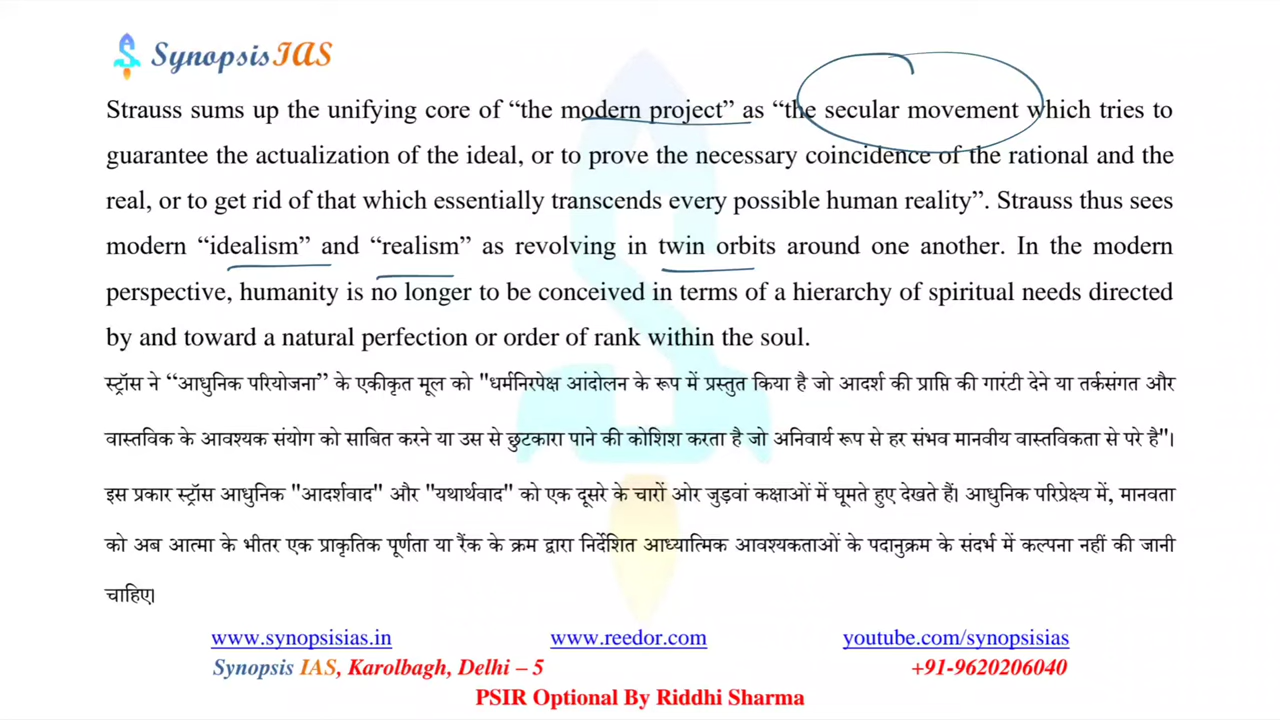 Synopsis IAS
Strauss sums up the unifying core of “the modern project” as “the secular movement which tries to
guarantee the actualization of the ideal, or to prove the necessary coincidence of the rational and the
real, or to get rid of that which essentially transcends every possible human reality”. Strauss thus sees
modern “idealism” and “realism” as revolving in twin orbits around one another. In the modern
perspective, humanity is no longer to be conceived in terms of a hierarchy of spiritual needs directed
by and toward a natural perfection or order of rank within the soul.
स्ट्रॉस ने “आधुनिक परियोजना” के एकीकृत मूल को "धर्मनिरपेक्ष आंदोलन के रूप में प्रस्तुत किया है जो आदर्श की प्राप्ति की गारंटी देने या तर्कसंगत और
वास्तविक के आवश्यक संयोग को साबित करने या उस से छुटकारा पाने की कोशिश करता है जो अनिवार्य रूप से हर संभव मानवीय वास्तविकता से परे है"।
इस प्रकार स्ट्रॉस आधुनिक "आदर्शवाद" और "यथार्थवाद" को एक दूसरे के चारों ओर जुड़वां कक्षाओं में घूमते हुए देखते हैं। आधुनिक परिप्रेक्ष्य में, मानवता
को अब आत्मा के भीतर एक प्राकृतिक पूर्णता या रैंक के क्रम द्वारा निर्देशित आध्यात्मिक आवश्यकताओं के पदानुक्रम के संदर्भ में कल्पना नहीं की जानी
चाहिए।
www.synopsisias.in www.reedor.com youtube.com/synopsisias
Synopsis IAS, Karolbagh, Delhi – 5 +91-9620206040
PSIR Optional By Riddhi Sharma